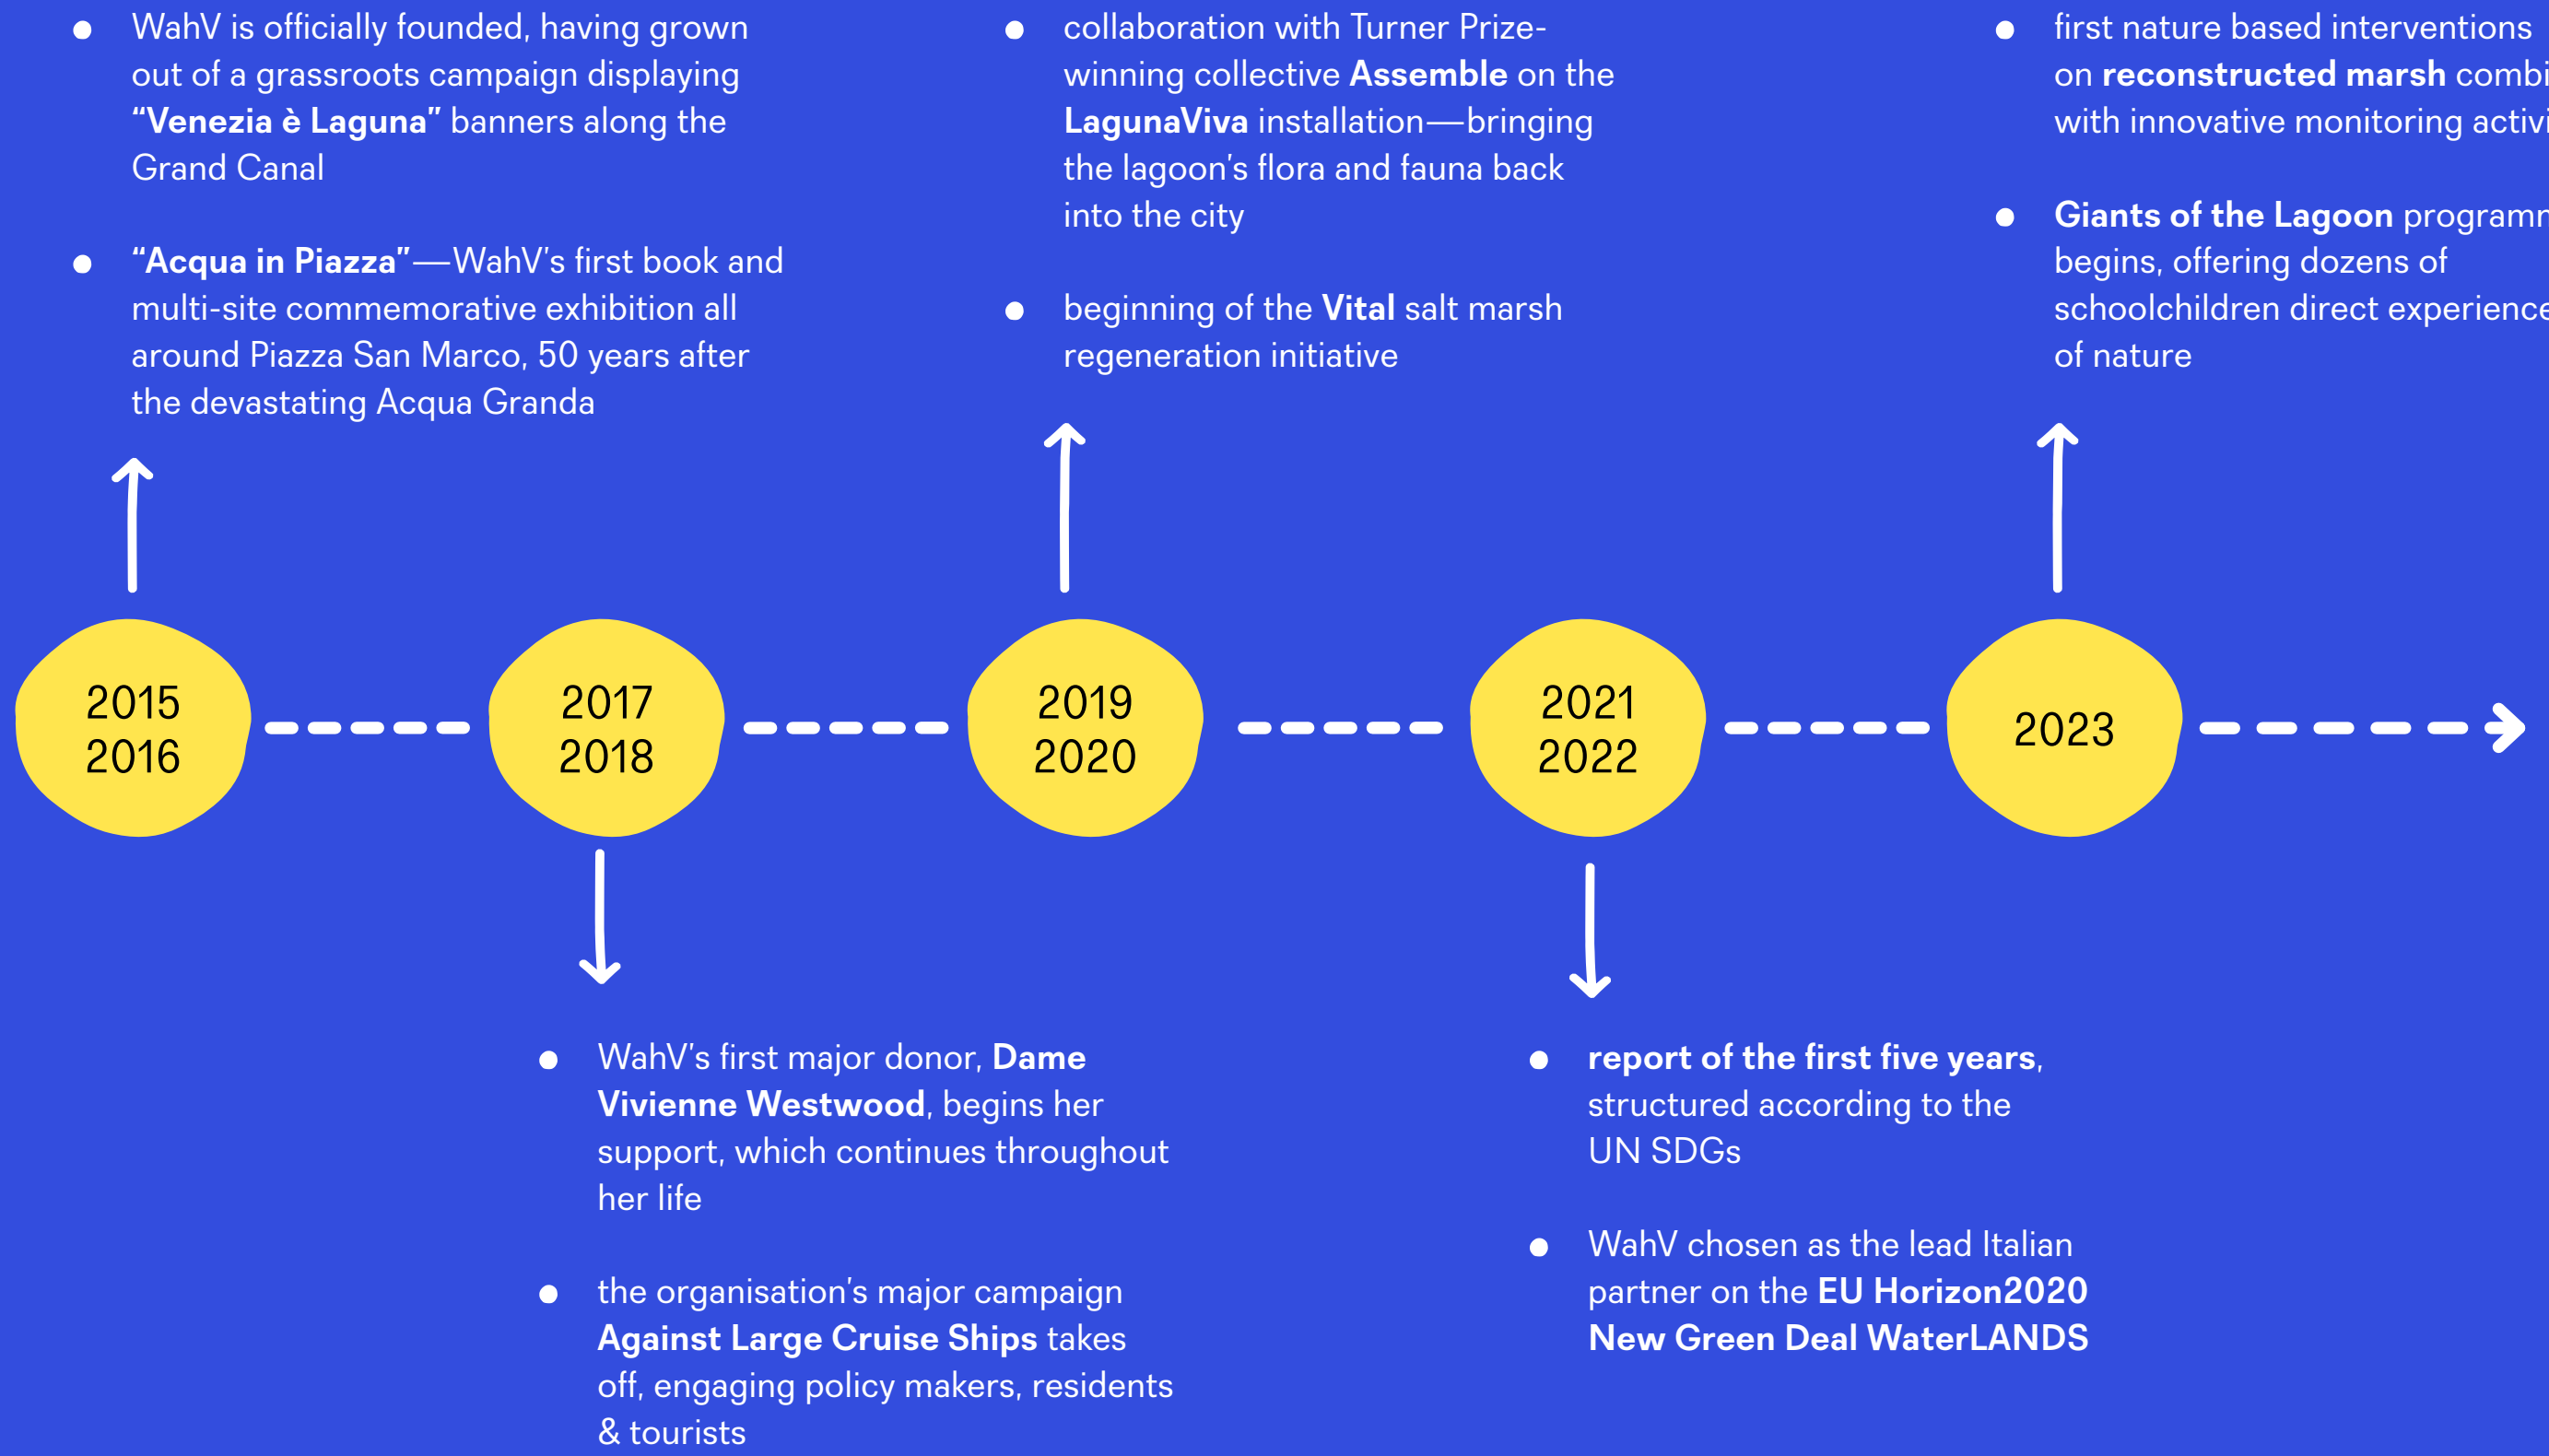 WahV is officially founded, having grown
out of a grassroots campaign displaying
“Venezia è Laguna” banners along the
Grand Canal
“Acqua in Piazza”—WahV’s first book and
multi-site commemorative exhibition all
around Piazza San Marco, 50 years after
the devastating Acqua Granda
collaboration with Turner Prize-
winning collective Assemble on the
LagunaViva installation—bringing
the lagoon’s flora and fauna back
into the city
beginning of the Vital salt marsh
regeneration initiative
first nature based interventions
on reconstructed marsh
with innovative monitoring
Giants of the Lagoon
begins, offering dozens of
schoolchildren direct experience
of nature
2015
2016
2017
2018
2019
2020
2021
2022
2023
WahV’s first major donor, Dame
Vivienne Westwood, begins her
support, which continues throughout
her life
the organisation’s major campaign
Against Large Cruise Ships takes
off, engaging policy makers, residents
& tourists
report of the first five years,
structured according to the
UN SDGs
WahV chosen as the lead Italian
partner on the EU Horizon2020
New Green Deal WaterLANDS